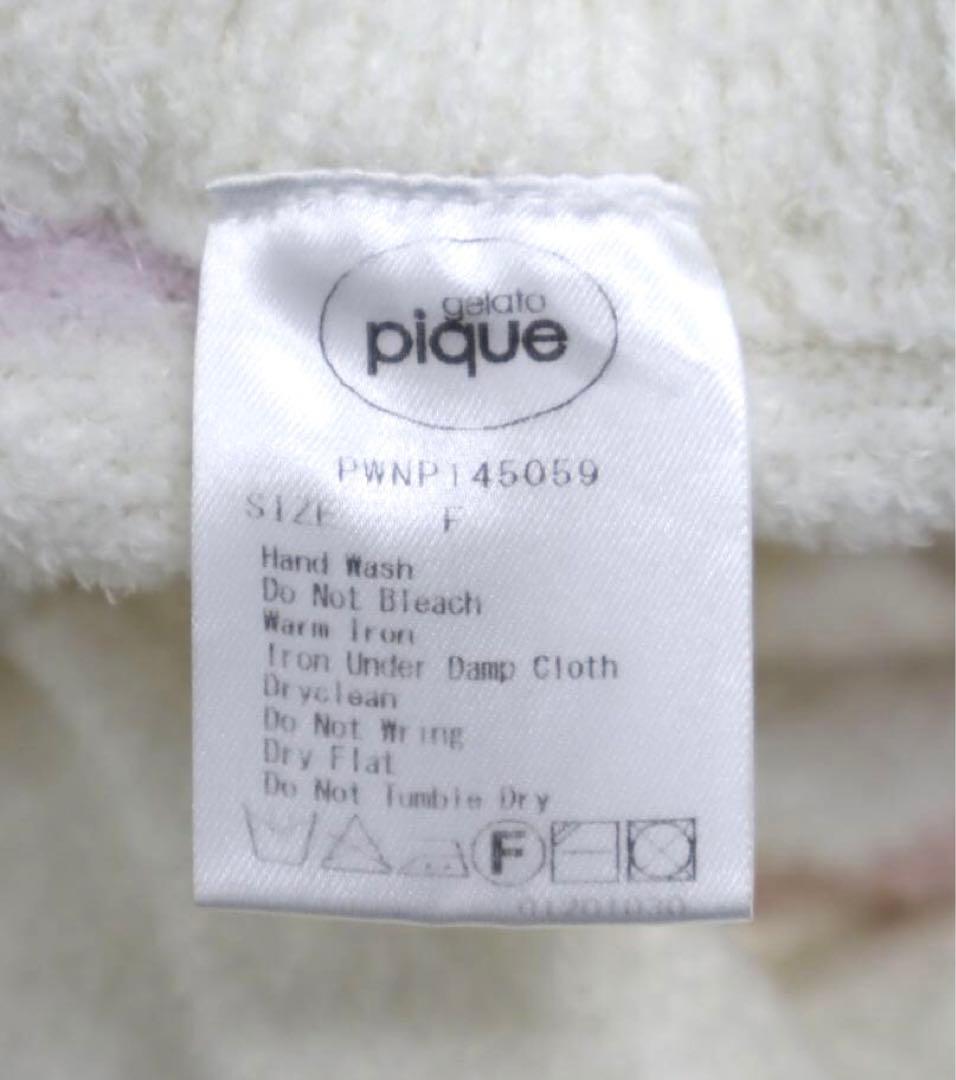 gelato
pique
PWNP145059
SIZE F
Hand Wash
Do Not Bleach
Warm Iron
Iron Under Damp Cloth
Dryclean
Do Not Wring
Dry Flat
Do Not Tumble Dry
F